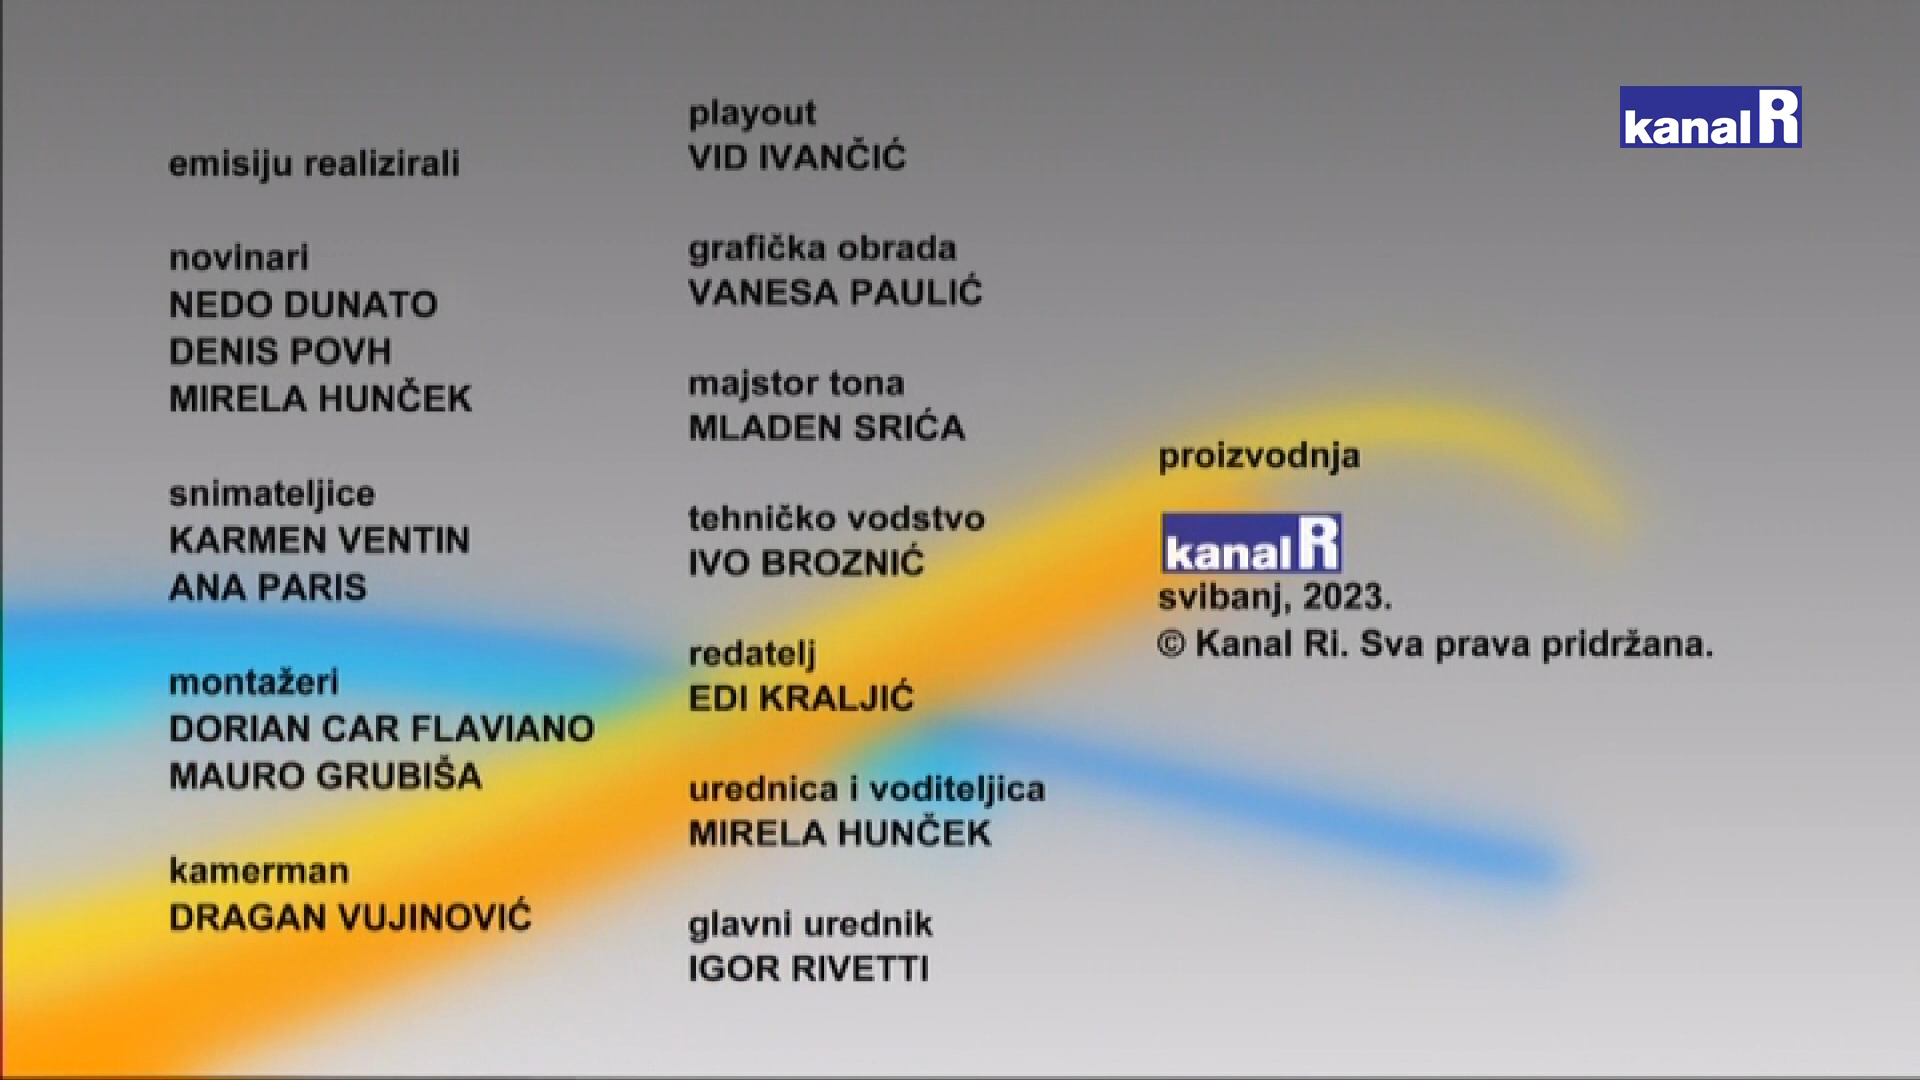 emisiju realizirali
novinari
NEDO DUNATO
DENIS POVH
MIRELA HUNČEK
snimateljice
KARMEN VENTIN
ANA PARIS
montažeri
DORIAN CAR FLAVIANO
MAURO GRUBIŠA
kamerman
DRAGAN VUJINOVIĆ
playout
VID IVANČIĆ
grafička obrada
VANESA PAULIĆ
majstor tona
MLADEN SRIĆA
tehničko vodstvo
IVO BROZNIĆ
redatelj
EDI KRALJIĆ
urednica i voditeljica
MIRELA HUNČEK
glavni urednik
IGOR RIVETTI
kanal Ri
proizvodnja
kanal Ri
svibanj, 2023.
© Kanal Ri. Sva prava pridržana.